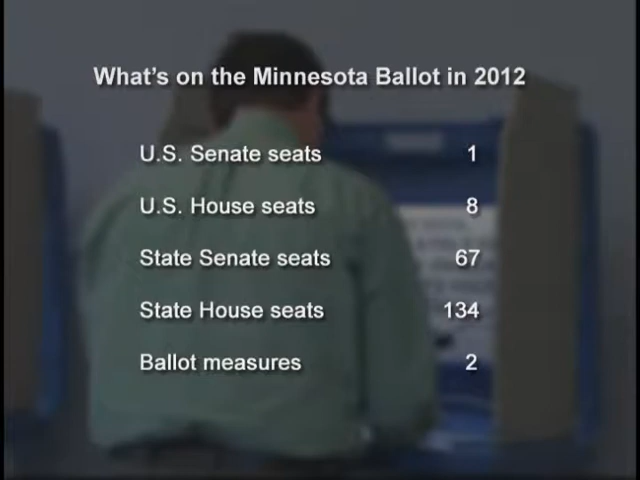 What's on the Minnesota Ballot in 2012
U.S. Senate seats 1
U.S. House seats 8
State Senate seats 67
State House seats 134
Ballot measures 2